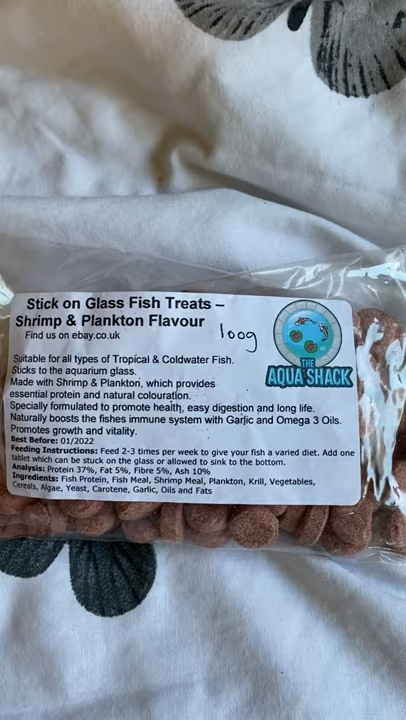 Stick on Glass Fish Treats –
Shrimp & Plankton Flavour
Find us on ebay.co.uk
100g
THE
AQUA SHACK
Suitable for all types of Tropical & Coldwater Fish.
Sticks to the aquarium glass.
Made with Shrimp & Plankton, which provides
essential protein and natural colouration.
Specially formulated to promote health, easy digestion and long life.
Naturally boosts the fishes immune system with Garlic and Omega 3 Oils.
Promotes growth and vitality.
Best Before: 01/2022
Feeding Instructions: Feed 2-3 times per week to give your fish a varied diet. Add one
tablet which can be stuck on the glass or allowed to sink to the bottom.
Analysis: Protein 37%, Fat 5%, Fibre 5%, Ash 10%
Ingredients: Fish Protein, Fish Meal, Shrimp Meal, Plankton, Krill, Vegetables,
Cereals, Algae, Yeast, Carotene, Garlic, Oils and Fats